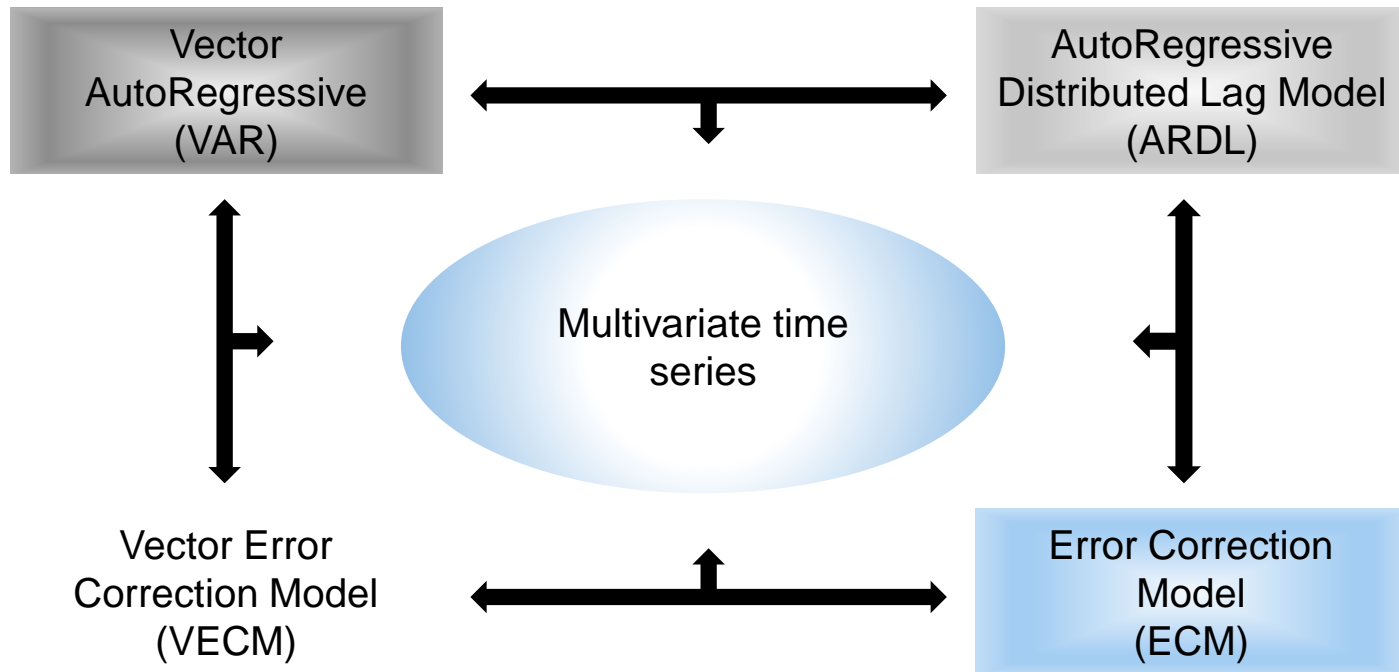 Vector
AutoRegressive
(VAR)
AutoRegressive
Distributed Lag Model
(ARDL)
Multivariate time
series
Vector Error
Correction Model
(VECM)
Error Correction
Model
(ECM)